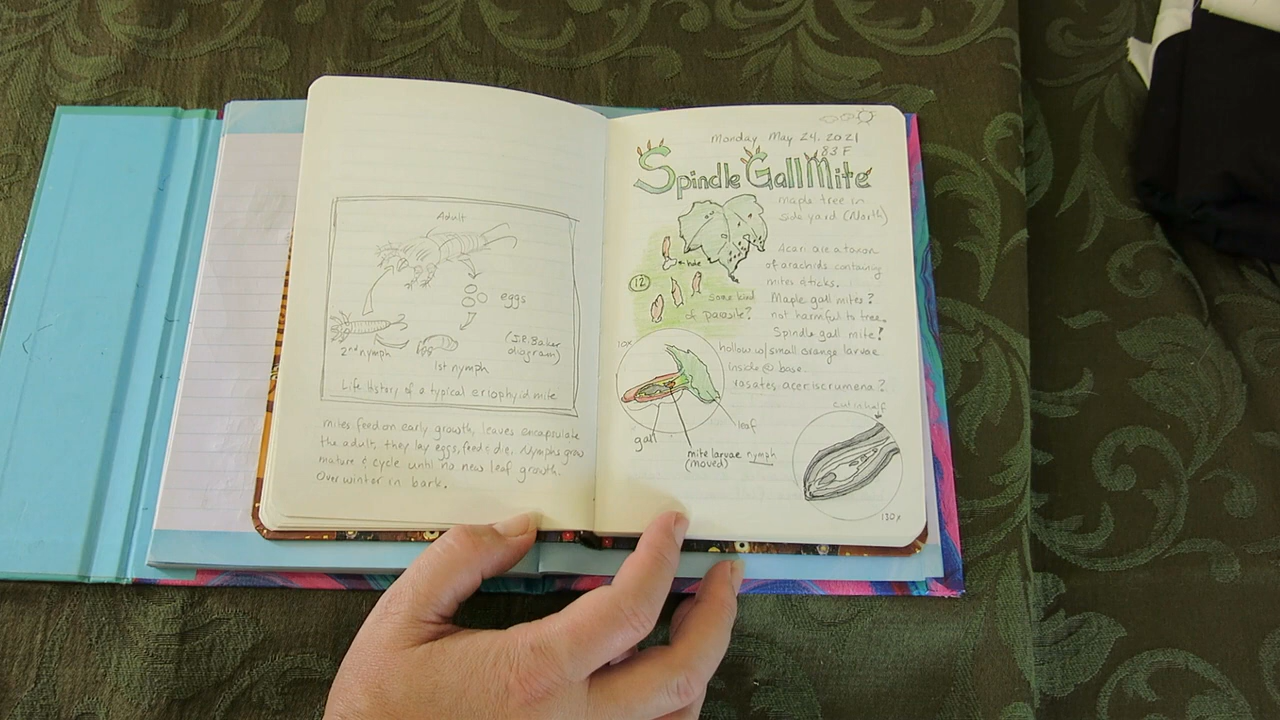 Adult
eggs
(J.R. Baker
diagram)
2nd nymph
1st nymph
Life History of a typical eriophyid mite
mites feed on early growth, leaves encapsulate
the adult, they lay eggs, feed & die. Nymphs grow
mature & cycle until no new leaf growth.
Over winter in bark.
Monday May 24, 2021
83 F
Spindle Gall Mite
maple tree in
side yard (North)
Acari are a taxon
of arachnids containing
mites & ticks.
hole
12
some kind
of parasite?
Maple gall mites?
not harmful to tree.
Spindle gall mite!
10x
hollow w/ small orange larvae
inside @ base
vasates aceriscrumena?
cut in half
leaf
gall
mite larvae nymph
(moved)